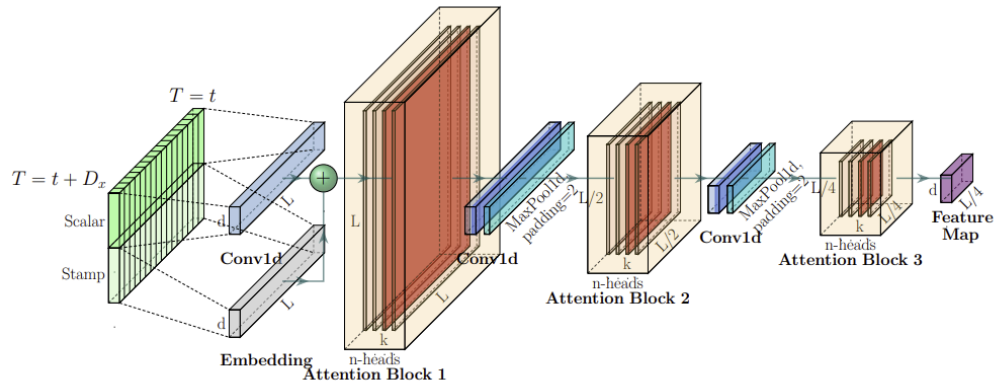 T = t
T = t + Dₓ
Scalar
Stamp
d
L
Conv1d
d
L
Embedding
L
L
k
n-heads
Attention Block 1
Conv1d
MaxPool1d,
padding=2
L/2
L/2
k
n-heads
Attention Block 2
Conv1d
MaxPool1d,
padding=2
L/4
L/4
k
n-heads
Attention Block 3
d
L/4
Feature
Map